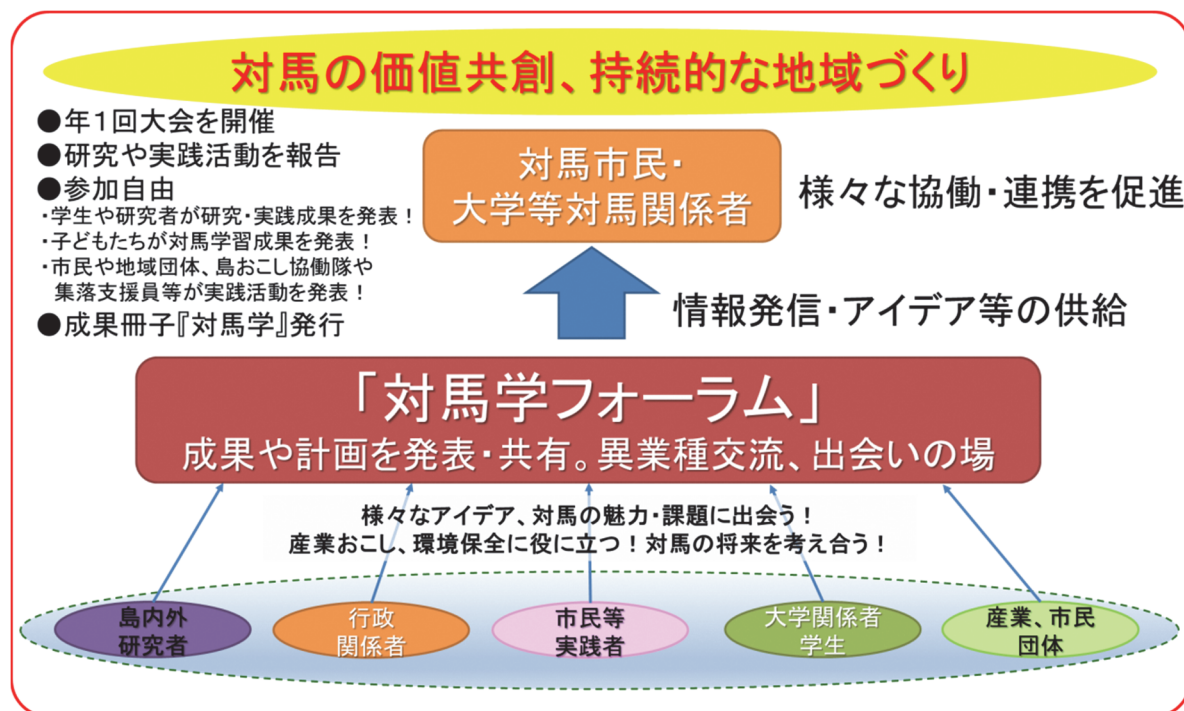 対馬の価値共創、持続的な地域づくり
●年1回大会を開催
●研究や実践活動を報告
●参加自由
・学生や研究者が研究・実践成果を発表！
・子どもたちが対馬学習成果を発表！
・市民や地域団体、島おこし協働隊や
集落支援員等が実践活動を発表！
●成果冊子『対馬学』発行
対馬市民・
大学等対馬関係者
様々な協働・連携を促進
情報発信・アイデア等の供給
「対馬学フォーラム」
成果や計画を発表・共有。異業種交流、出会いの場
様々なアイデア、対馬の魅力・課題に出会う！
産業おこし、環境保全に役に立つ！対馬の将来を考え合う！
島内外
研究者
行政
関係者
市民等
実践者
大学関係者
学生
産業、市民
団体